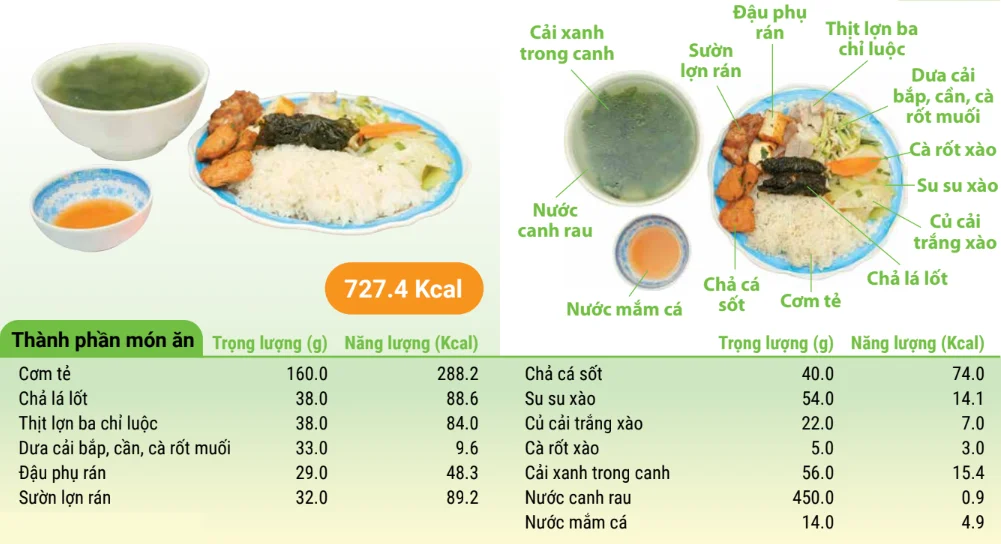 Cải xanh
trong canh
Sườn
lợn rán
Đậu phụ
rán
Thịt lợn ba
chỉ luộc
Dưa cải
bắp, cần, cà
rốt muối
Cà rốt xào
Su su xào
Củ cải
trắng xào
Chả lá lốt
Cơm tẻ
Chả cá
sốt
Nước mắm cá
Nước
canh rau
727.4 Kcal
Thành phần món ăn Trọng lượng (g) Năng lượng (Kcal)
Cơm tẻ 160.0 288.2
Chả lá lốt 38.0 88.6
Thịt lợn ba chỉ luộc 38.0 84.0
Dưa cải bắp, cần, cà rốt muối 33.0 9.6
Đậu phụ rán 29.0 48.3
Sườn lợn rán 32.0 89.2
Trọng lượng (g) Năng lượng (Kcal)
Chả cá sốt 40.0 74.0
Su su xào 54.0 14.1
Củ cải trắng xào 22.0 7.0
Cà rốt xào 5.0 3.0
Cải xanh trong canh 56.0 15.4
Nước canh rau 450.0 0.9
Nước mắm cá 14.0 4.9